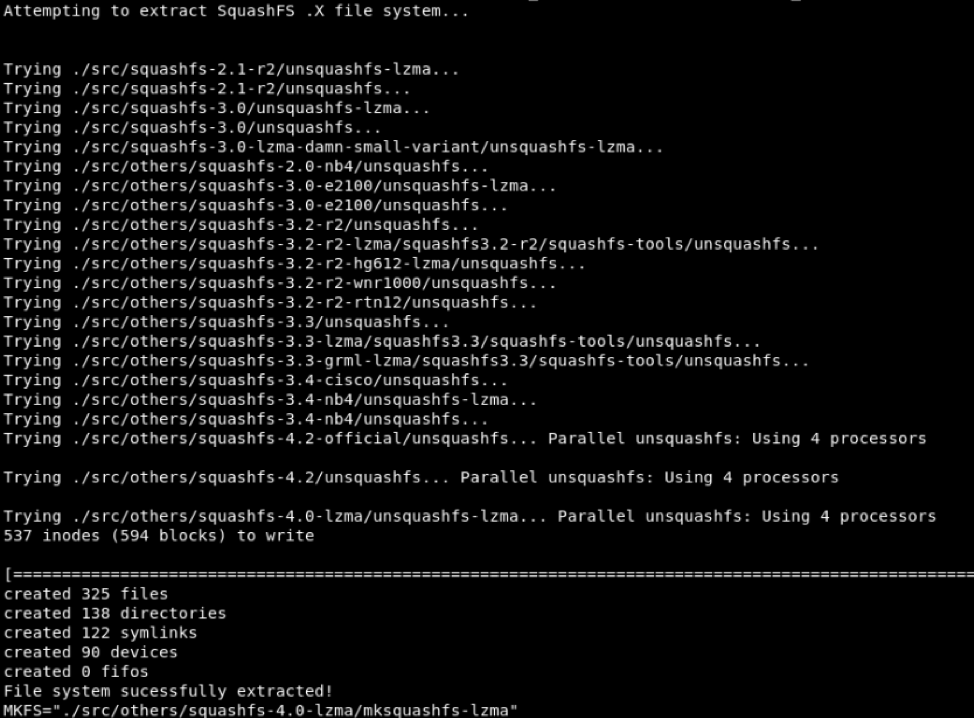 Attempting to extract SquashFS .X file system...
Trying ./src/squashfs-2.1-r2/unsquashfs-lzma...
Trying ./src/squashfs-2.1-r2/unsquashfs...
Trying ./src/squashfs-3.0/unsquashfs-lzma...
Trying ./src/squashfs-3.0/unsquashfs...
Trying ./src/squashfs-3.0-lzma-damn-small-variant/unsquashfs-lzma...
Trying ./src/others/squashfs-2.0-nb4/unsquashfs...
Trying ./src/others/squashfs-3.0-e2100/unsquashfs-lzma...
Trying ./src/others/squashfs-3.0-e2100/unsquashfs...
Trying ./src/others/squashfs-3.2-r2/unsquashfs...
Trying ./src/others/squashfs-3.2-r2-lzma/squashfs3.2-r2/squashfs-tools/unsquashfs...
Trying ./src/others/squashfs-3.2-r2-hg612-lzma/unsquashfs...
Trying ./src/others/squashfs-3.2-r2-wnr1000/unsquashfs...
Trying ./src/others/squashfs-3.2-r2-rtn12/unsquashfs...
Trying ./src/others/squashfs-3.3/unsquashfs...
Trying ./src/others/squashfs-3.3-lzma/squashfs3.3/squashfs-tools/unsquashfs...
Trying ./src/others/squashfs-3.3-grml-lzma/squashfs3.3/squashfs-tools/unsquashfs...
Trying ./src/others/squashfs-3.4-cisco/unsquashfs...
Trying ./src/others/squashfs-3.4-nb4/unsquashfs-lzma...
Trying ./src/others/squashfs-3.4-nb4/unsquashfs...
Trying ./src/others/squashfs-4.2-official/unsquashfs... Parallel unsquashfs: Using 4 processors
Trying ./src/others/squashfs-4.2/unsquashfs... Parallel unsquashfs: Using 4 processors
Trying ./src/others/squashfs-4.0-lzma/unsquashfs-lzma... Parallel unsquashfs: Using 4 processors
537 inodes (594 blocks) to write
[===================================================================================================
created 325 files
created 138 directories
created 122 symlinks
created 90 devices
created 0 fifos
File system sucessfully extracted!
MKFS="./src/others/squashfs-4.0-lzma/mksquashfs-lzma"